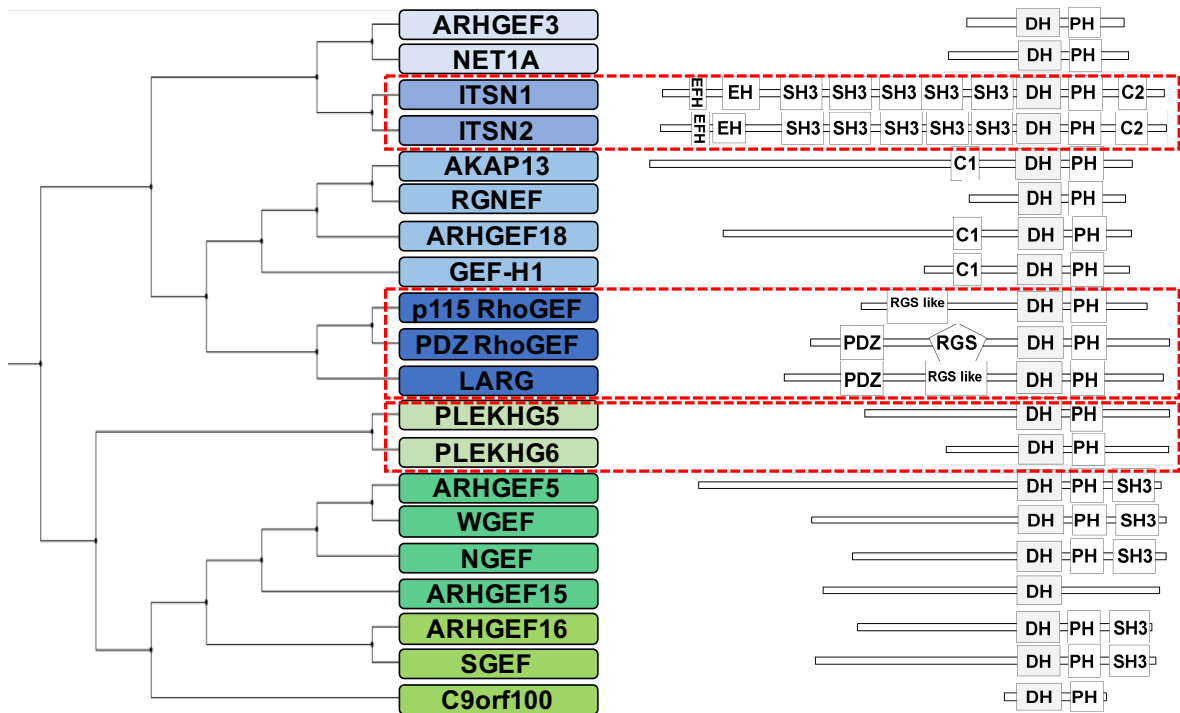 ARHGEF3 DH PH
NET1A DH PH
ITSN1 EFH EH SH3 SH3 SH3 SH3 SH3 DH PH C2
ITSN2 EFH EH SH3 SH3 SH3 SH3 SH3 DH PH C2
AKAP13 C1 DH PH
RGNEF DH PH
ARHGEF18 C1 DH PH
GEF-H1 C1 DH PH
p115 RhoGEF RGS like DH PH
PDZ RhoGEF PDZ RGS DH PH
LARG PDZ RGS like DH PH
PLEKHG5 DH PH
PLEKHG6 DH PH
ARHGEF5 DH PH SH3
WGEF DH PH SH3
NGEF DH PH SH3
ARHGEF15 DH
ARHGEF16 DH PH SH3
SGEF DH PH SH3
C9orf100 DH PH